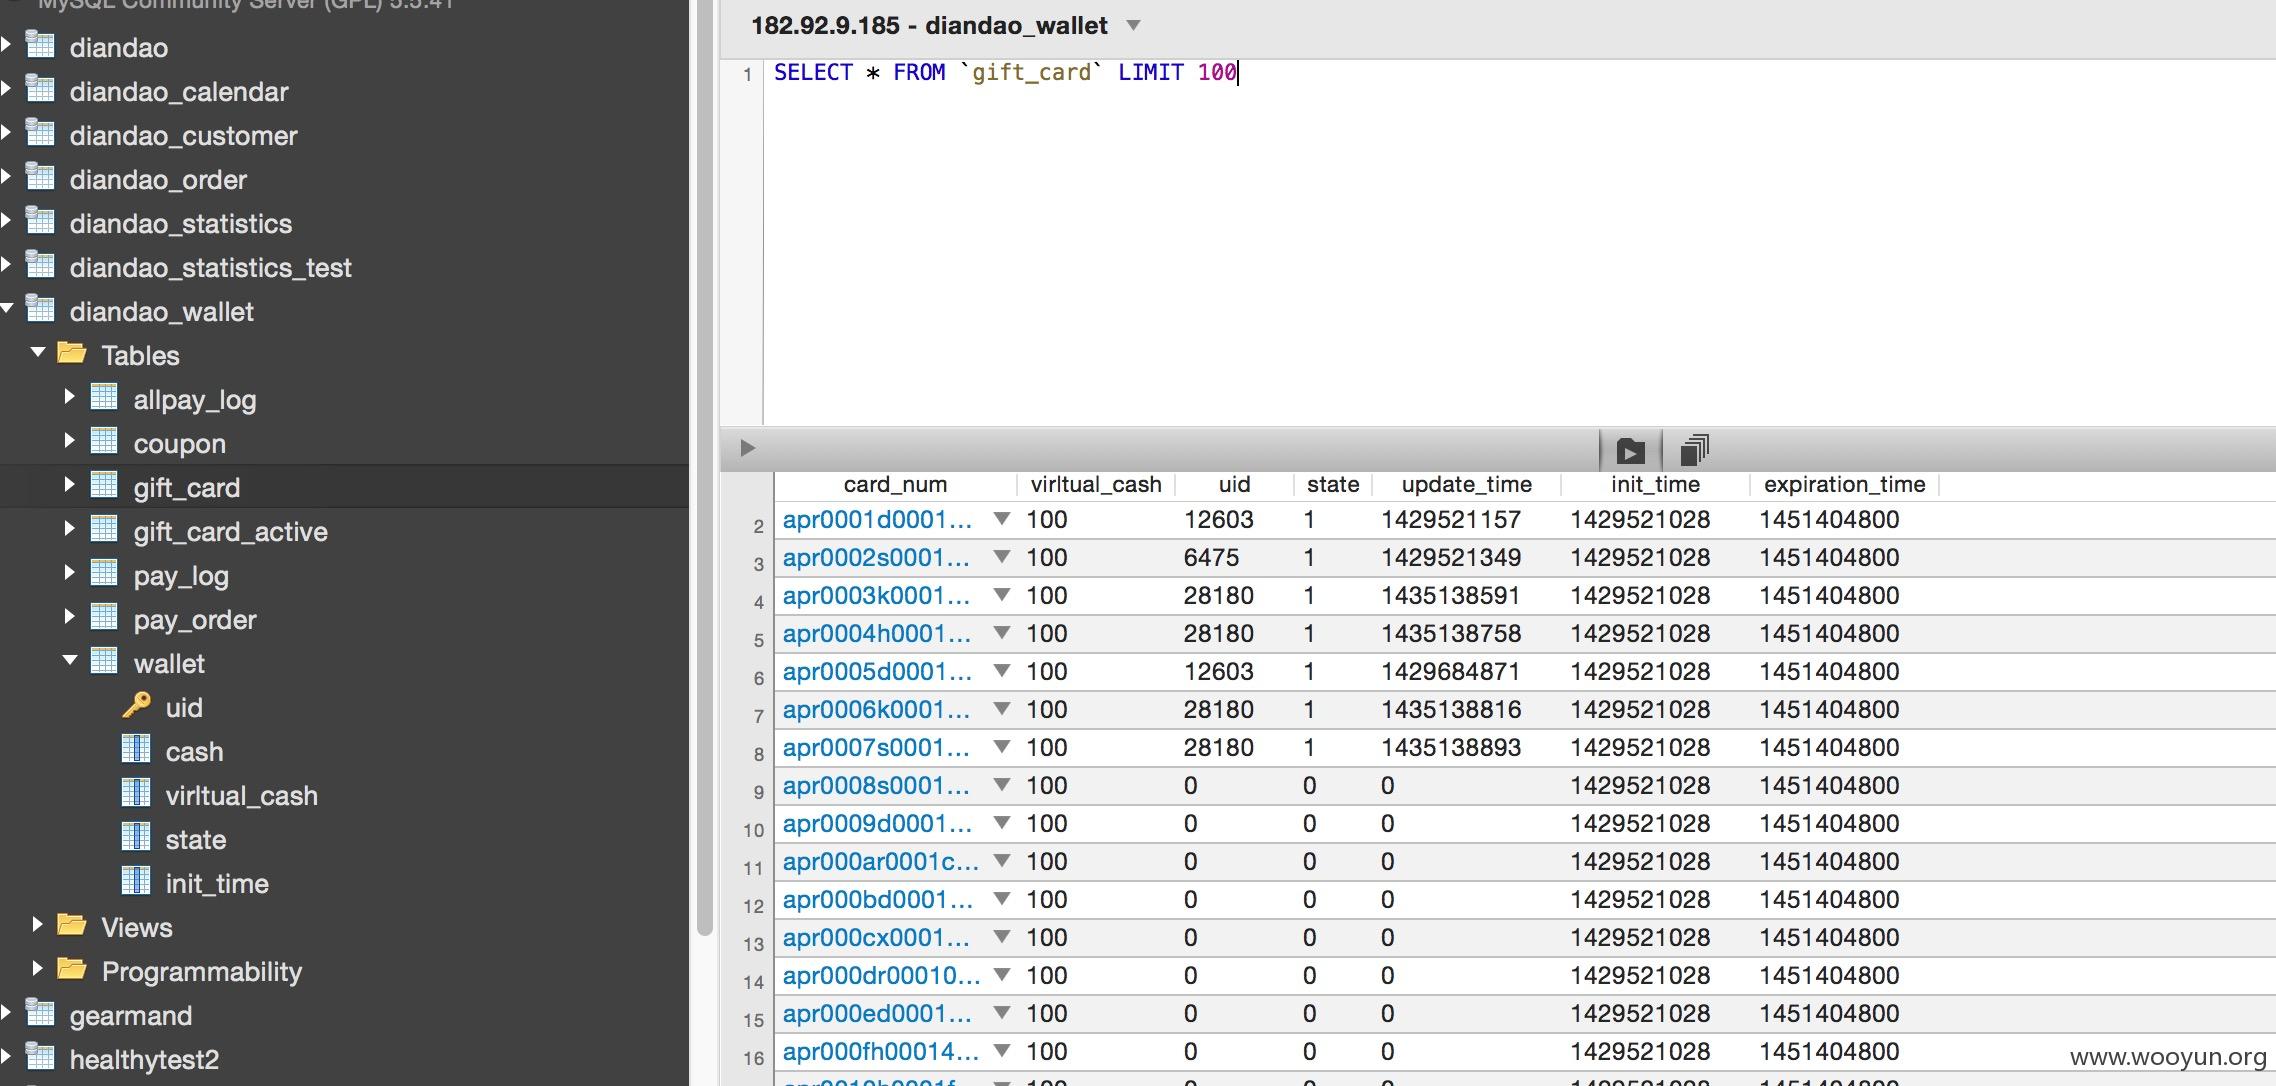 MySQL Community Server (GPL) 5.5.41
diandao
diandao_calendar
diandao_customer
diandao_order
diandao_statistics
diandao_statistics_test
diandao_wallet
Tables
allpay_log
coupon
gift_card
gift_card_active
pay_log
pay_order
wallet
uid
cash
virltual_cash
state
init_time
Views
Programmability
gearmand
healthytest2
182.92.9.185 - diandao_wallet
1 SELECT * FROM `gift_card` LIMIT 100
card_num virltual_cash uid state update_time init_time expiration_time
2 apr0001d0001... 100 12603 1 1429521157 1429521028 1451404800
3 apr0002s0001... 100 6475 1 1429521349 1429521028 1451404800
4 apr0003k0001... 100 28180 1 1435138591 1429521028 1451404800
5 apr0004h0001... 100 28180 1 1435138758 1429521028 1451404800
6 apr0005d0001... 100 12603 1 1429684871 1429521028 1451404800
7 apr0006k0001... 100 28180 1 1435138816 1429521028 1451404800
8 apr0007s0001... 100 28180 1 1435138893 1429521028 1451404800
9 apr0008s0001... 100 0 0 0 1429521028 1451404800
10 apr0009d0001... 100 0 0 0 1429521028 1451404800
11 apr000ar0001c... 100 0 0 0 1429521028 1451404800
12 apr000bd0001... 100 0 0 0 1429521028 1451404800
13 apr000cx0001... 100 0 0 0 1429521028 1451404800
14 apr000dr00010... 100 0 0 0 1429521028 1451404800
15 apr000ed0001... 100 0 0 0 1429521028 1451404800
16 apr000fh00014... 100 0 0 0 1429521028 1451404800
www.wooyun.org